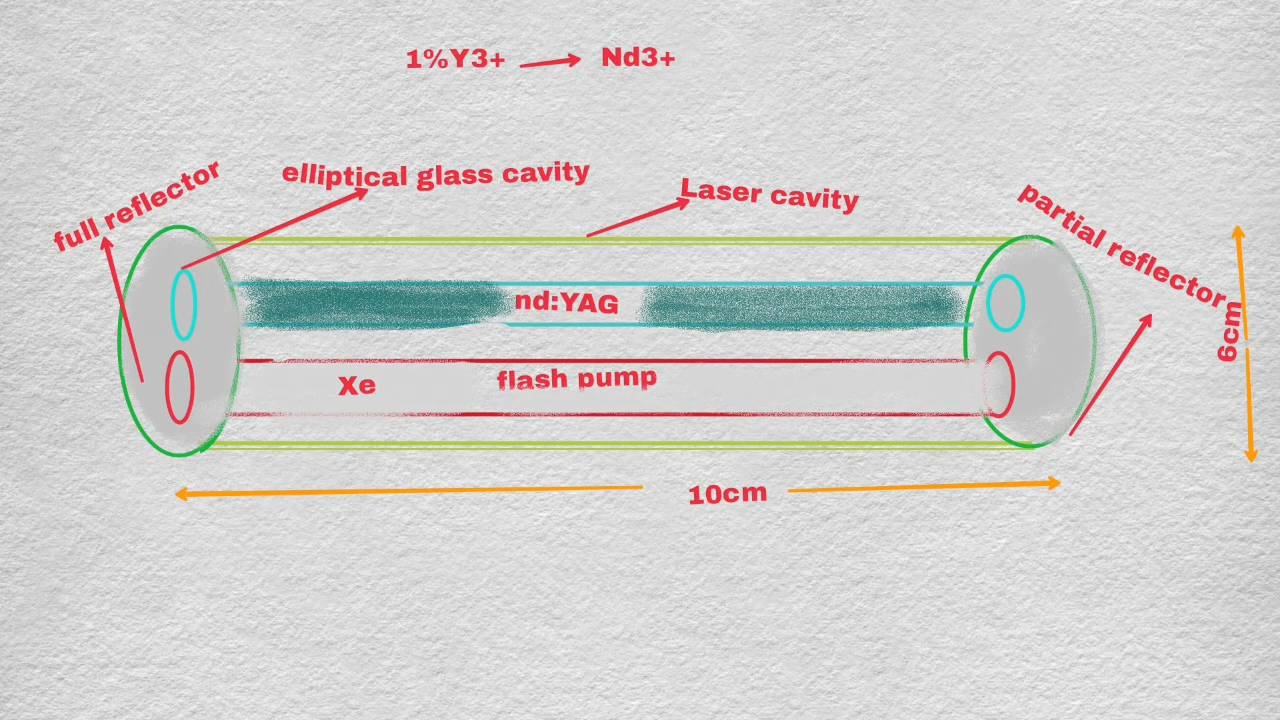 1%Y3+ Nd3+
full reflector
elliptical glass cavity
Laser cavity
partial reflector
nd:YAG
6cm
Xe
flash pump
10cm